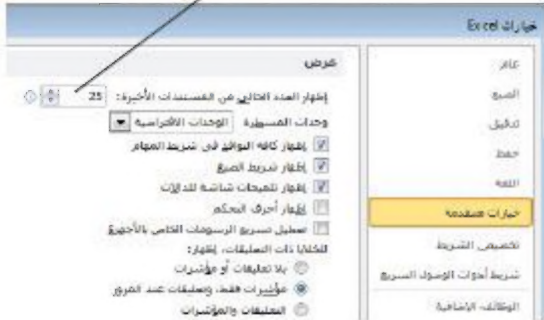 خيارات Excel
عام
الصيغ
تدقيق
حفظ
اللغة
خيارات متقدمة
تخصيص الشريط
شريط أدوات الوصول السريع
الوظائف الإضافية
عرض
إظهار العدد التالي من المستندات الأخيرة: 25
وحدات المسطرة الوحدات الافتراضية
إظهار كافة النوافذ في شريط المهام
إظهار شريط الصيغ
إظهار تلميحات شاشة للدالات
إظهار أحرف التحكم
تعطيل تسريع الرسومات الخاص بالأجهزة
للخلايا ذات التعليقات، إظهار:
بلا تعليقات أو مؤشرات
مؤشرات فقط، وتعليقات عند المرور
التعليقات والمؤشرات